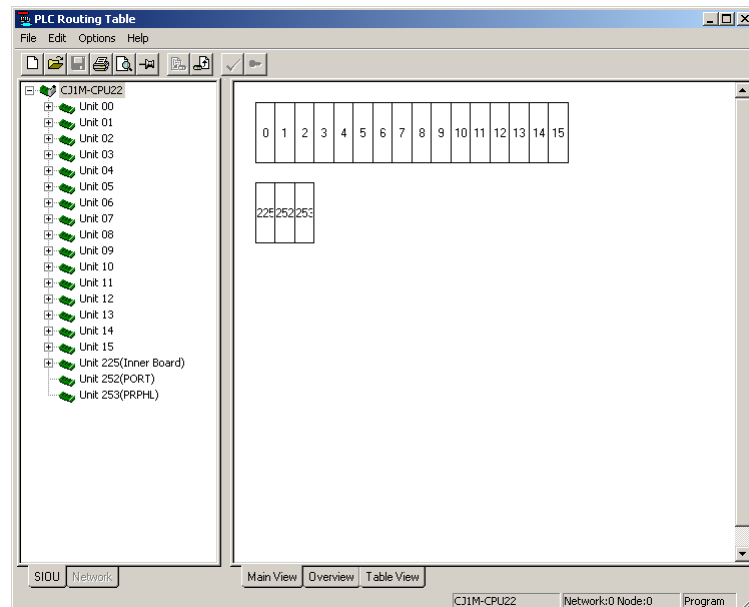 PLC Routing Table
File Edit Options Help
CJ1M-CPU22
Unit 00
Unit 01
Unit 02
Unit 03
Unit 04
Unit 05
Unit 06
Unit 07
Unit 08
Unit 09
Unit 10
Unit 11
Unit 12
Unit 13
Unit 14
Unit 15
Unit 225(Inner Board)
Unit 252(PORT)
Unit 253(PRPHL)
0 1 2 3 4 5 6 7 8 9 10 11 12 13 14 15
225 252 253
SIOU Network
Main View Overview Table View
CJ1M-CPU22 Network:0 Node:0 Program